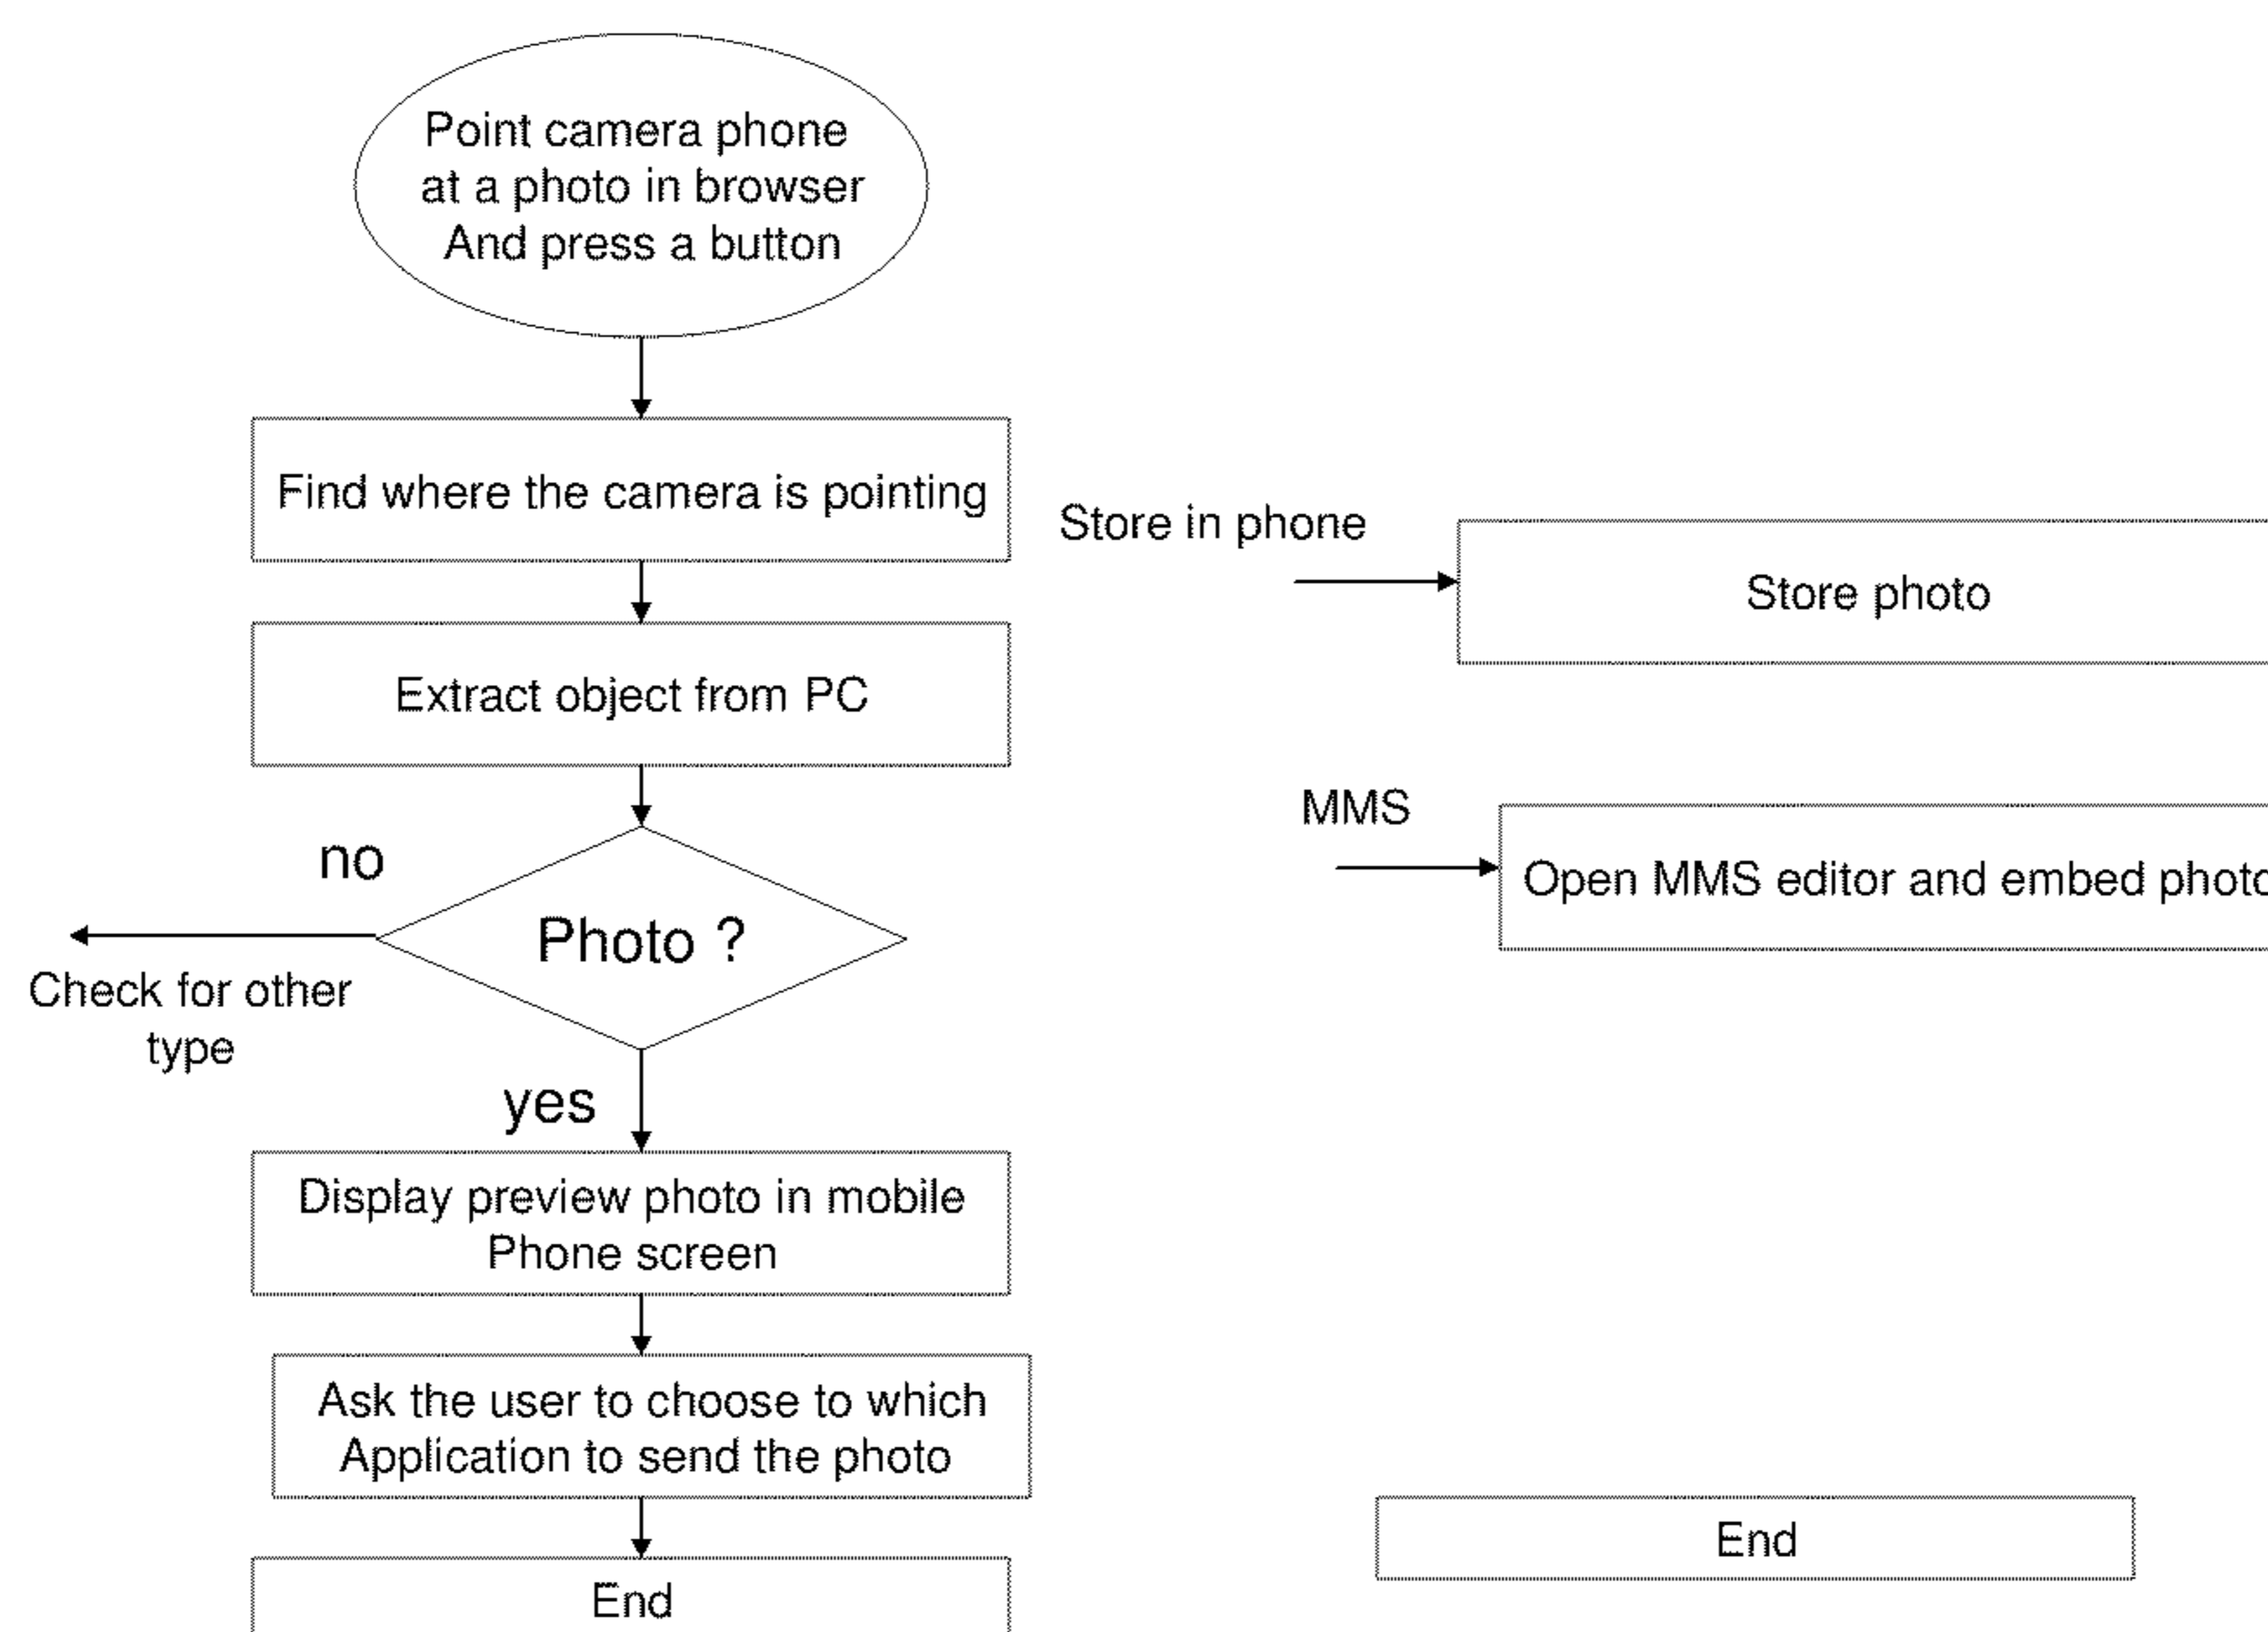 Point camera phone
at a photo in browser
And press a button
Find where the camera is pointing
Extract object from PC
no
Photo ?
Check for other
type
yes
Display preview photo in mobile
Phone screen
Ask the user to choose to which
Application to send the photo
End
Store in phone
Store photo
MMS
Open MMS editor and embed photo
End